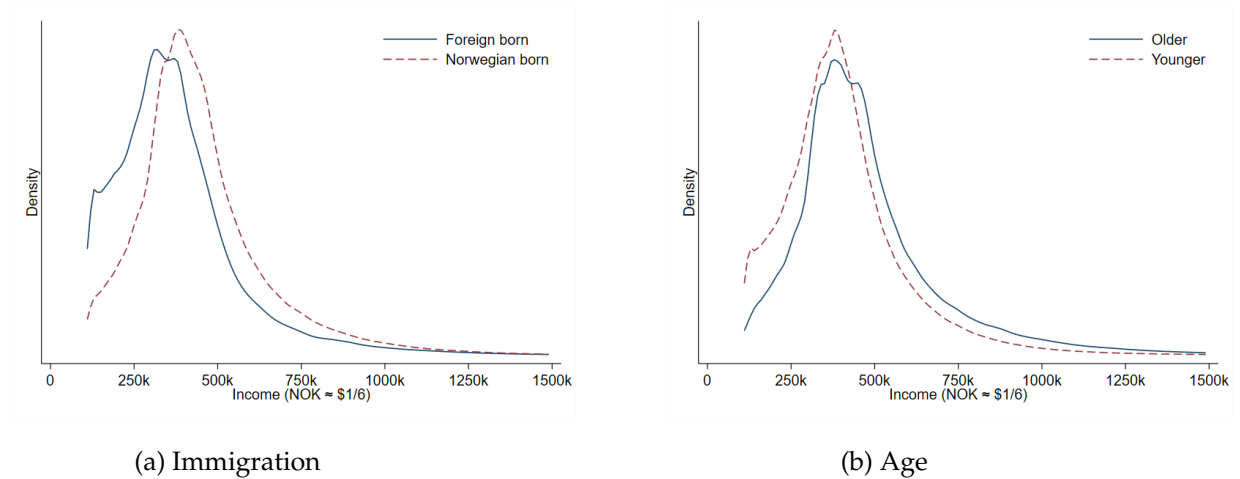 Foreign born
Norwegian born
Density
0 250k 500k 750k 1000k 1250k 1500k
Income (NOK ≈ $1/6)
(a) Immigration
Older
Younger
Density
0 250k 500k 750k 1000k 1250k 1500k
Income (NOK ≈ $1/6)
(b) Age